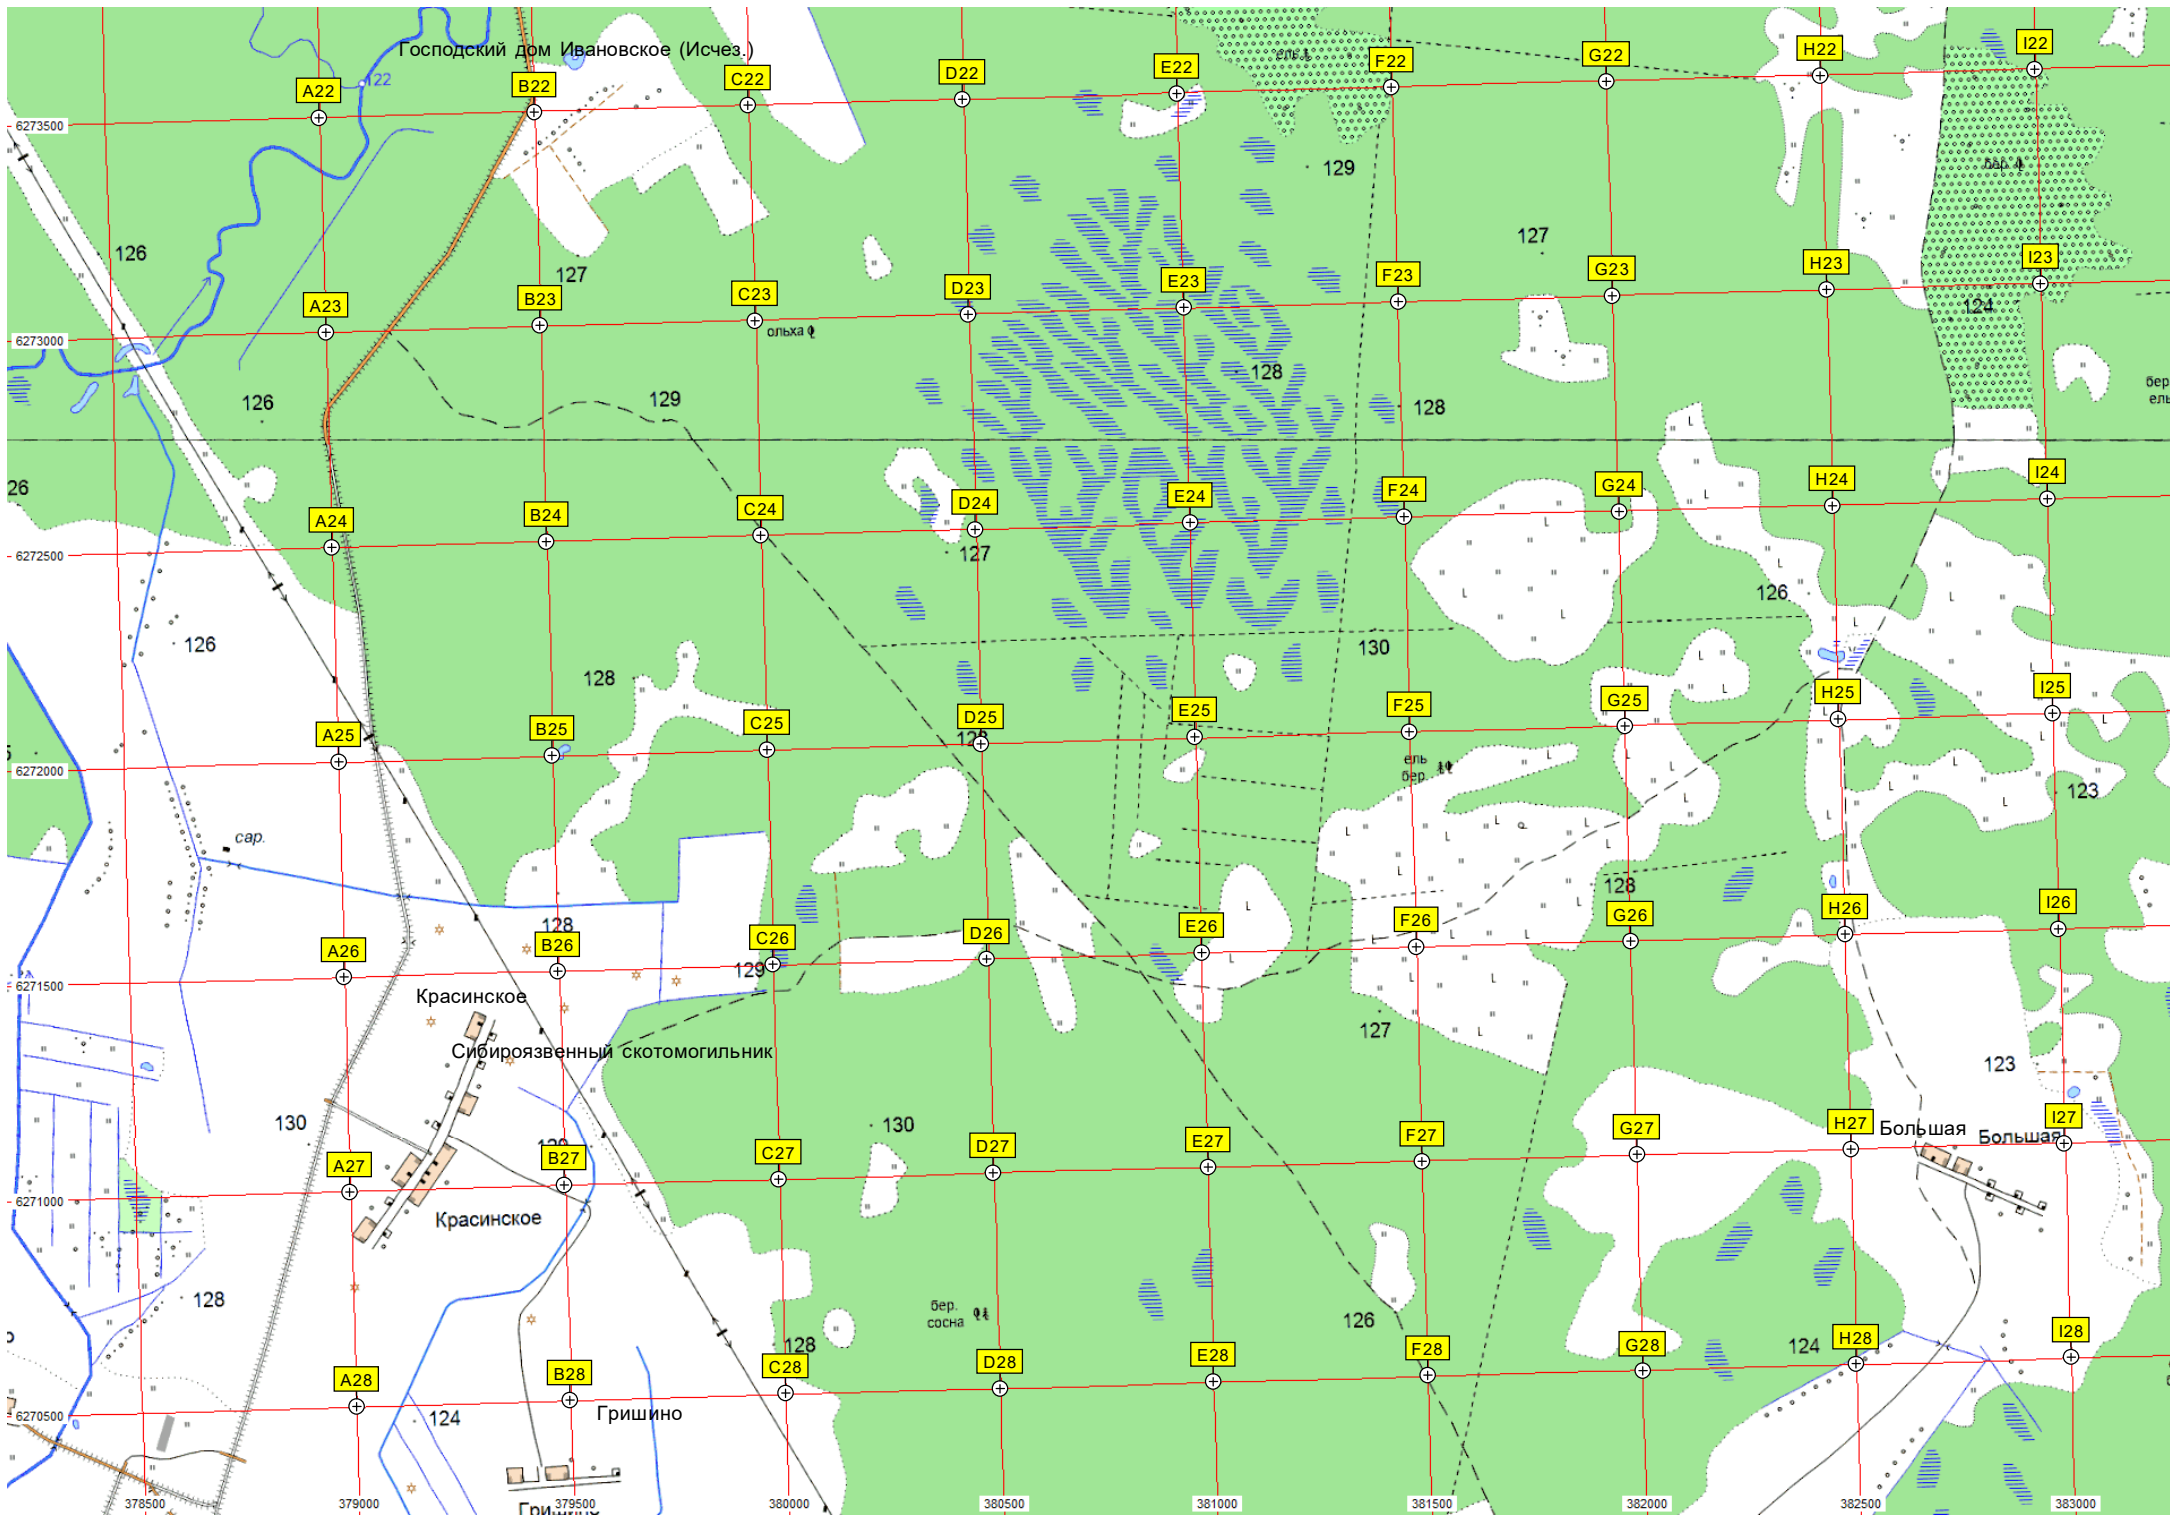 Господский дом Ивановское (Исчез.)
122
A22
B22
C22
D22
E22
F22
G22
H22
I22
6273500
129
бер.
126
127
127
A23
B23
C23
D23
E23
F23
G23
H23
I23
124
6273000
ольха
128
126
129
128
бер.
ель
26
A24
B24
C24
D24
E24
F24
G24
H24
I24
6272500
127
126
126
130
128
A25
B25
C25
D25
E25
F25
G25
H25
I25
6272000
ель
бер.
123
сар.
128
128
A26
B26
C26
D26
E26
F26
G26
H26
I26
129
6271500
Красинское
127
Сибироязвенный скотомогильник
123
130
130
A27
B27
C27
D27
E27
F27
G27
H27
I27
Большая
Большая
6271000
Красинское
128
бер.
сосна
126
128
124
A28
B28
C28
D28
E28
F28
G28
H28
I28
6270500
124
Гришино
Гришино
378500
379000
379500
380000
380500
381000
381500
382000
382500
383000